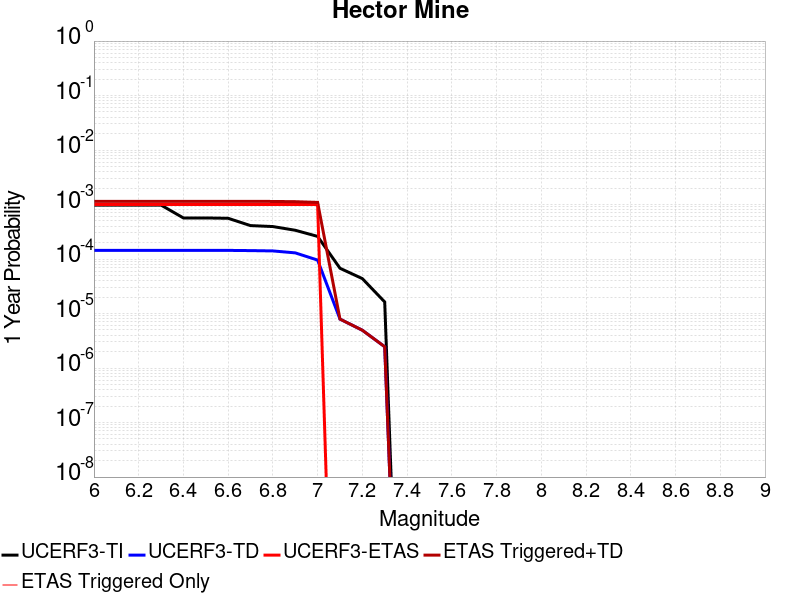 Hector Mine
10^0
10^-1
10^-2
10^-3
10^-4
10^-5
10^-6
10^-7
10^-8
1 Year Probability
6 6.2 6.4 6.6 6.8 7 7.2 7.4 7.6 7.8 8 8.2 8.4 8.6 8.8 9
Magnitude
UCERF3-TI UCERF3-TD UCERF3-ETAS ETAS Triggered+TD
ETAS Triggered Only